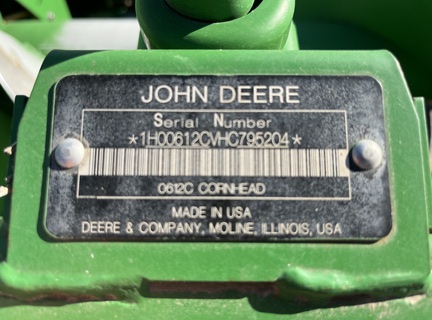 JOHN DEERE
Serial Number
*1H00612CVHC795204*
0612C CORNHEAD
MADE IN USA
DEERE & COMPANY, MOLINE, ILLINOIS, USA